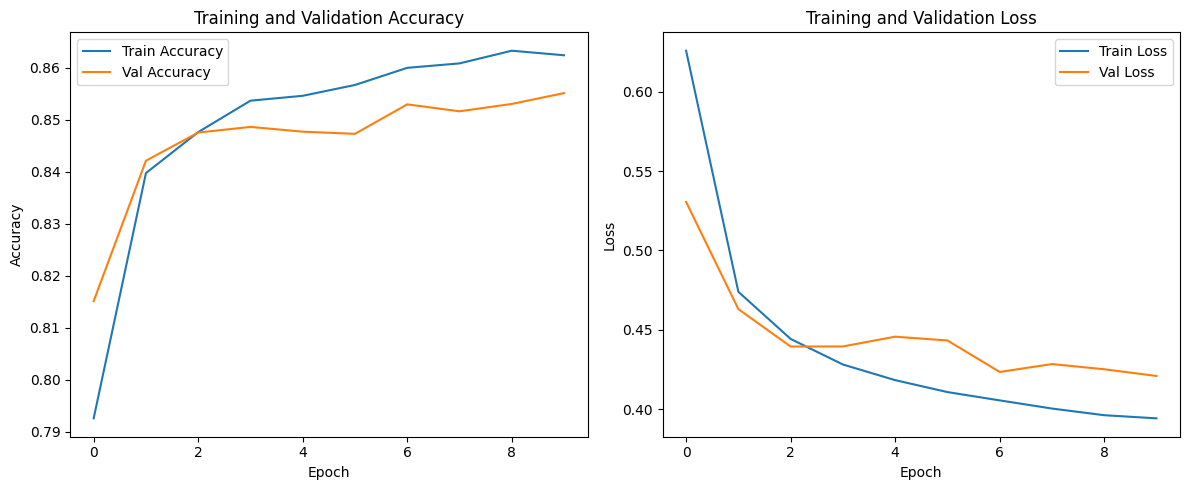 Training and Validation Accuracy
Train Accuracy
Val Accuracy
0.86
0.85
0.84
0.83
0.82
0.81
0.80
0.79
Accuracy
0 2 4 6 8
Epoch
Training and Validation Loss
Train Loss
Val Loss
0.60
0.55
0.50
0.45
0.40
Loss
0 2 4 6 8
Epoch